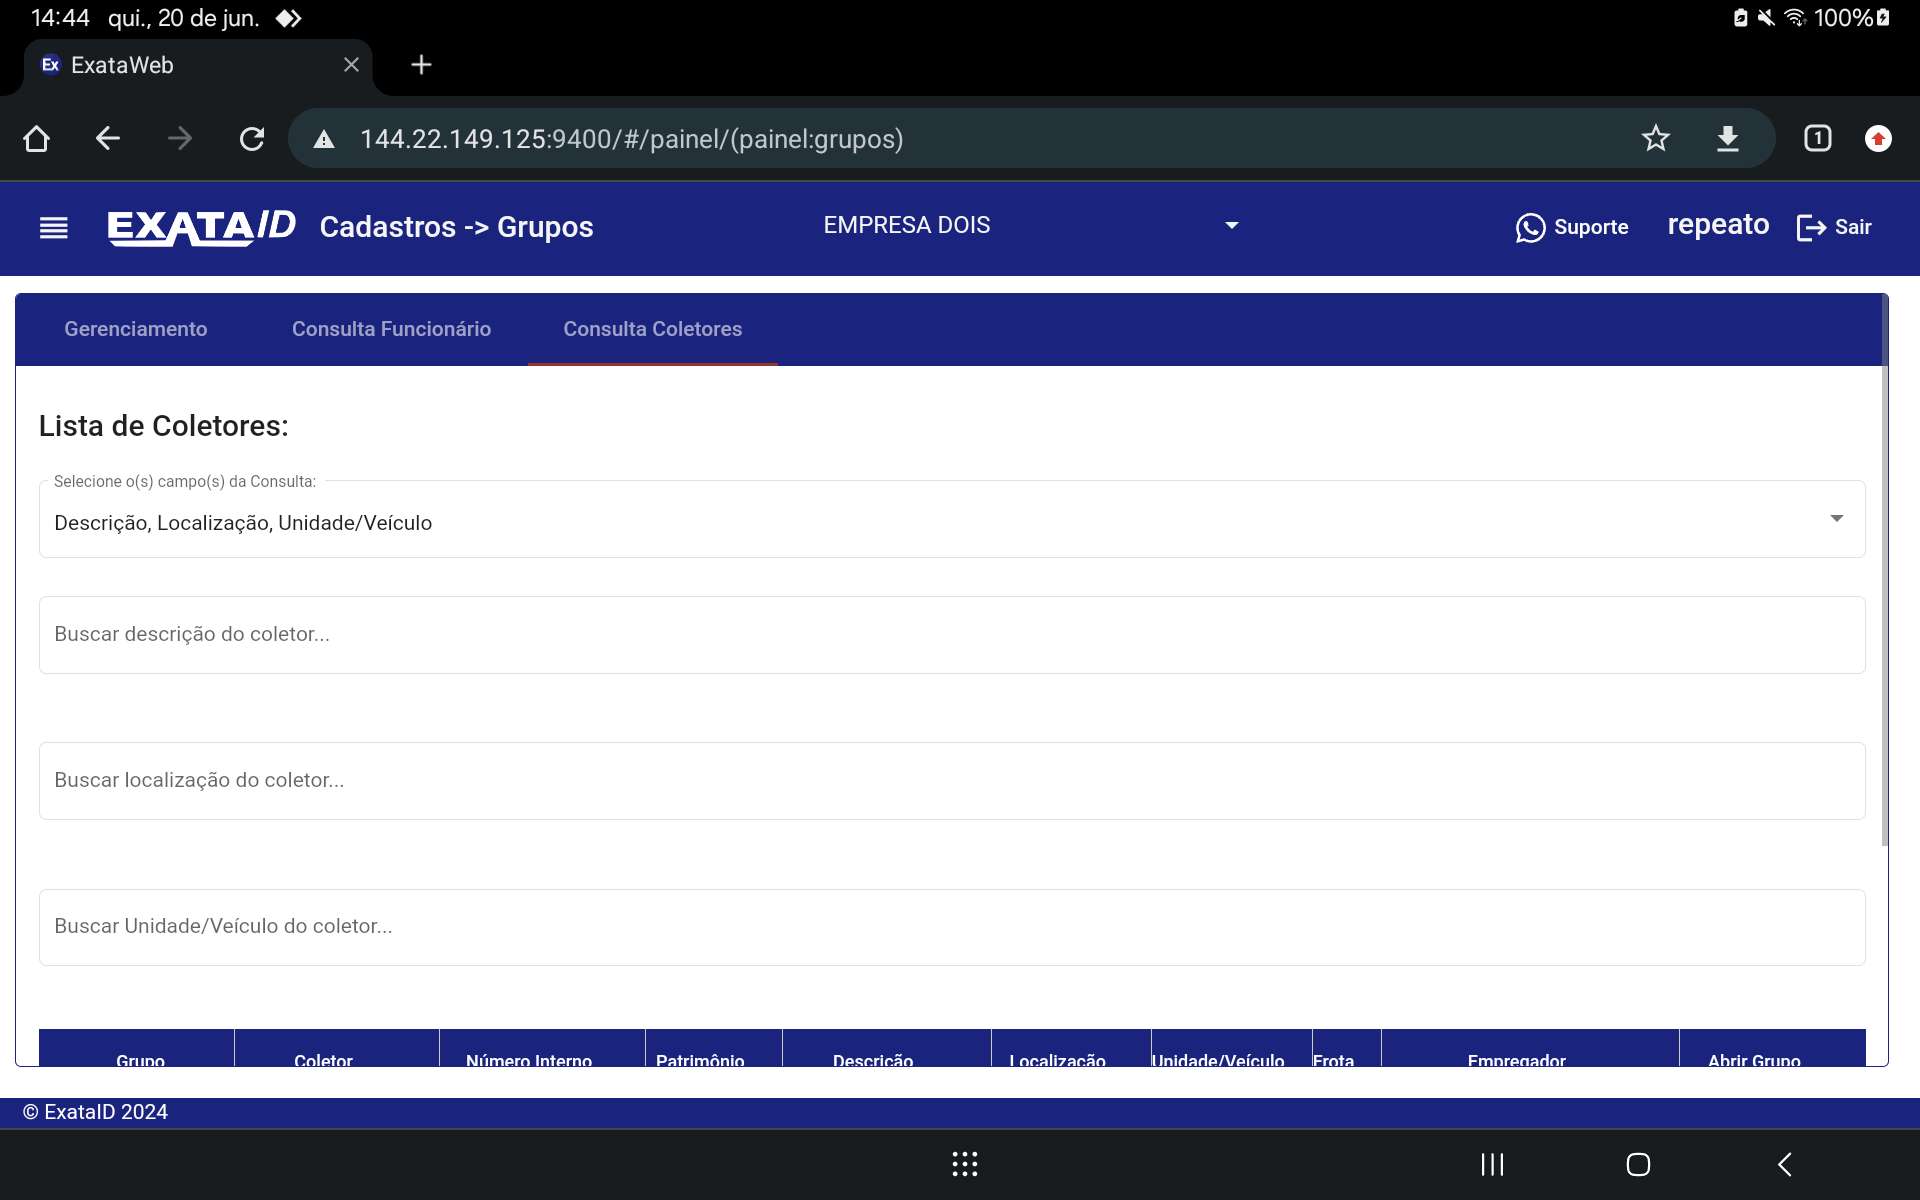 14:44 qui., 20 de jun. 100%
Ex ExataWeb
144.22.149.125:9400/#/painel/(painel:grupos) 1
EXATAID Cadastros -> Grupos EMPRESA DOIS Suporte repeato Sair
Gerenciamento Consulta Funcionário Consulta Coletores
Lista de Coletores:
Selecione o(s) campo(s) da Consulta:
Descrição, Localização, Unidade/Veículo
Buscar descrição do coletor...
Buscar localização do coletor...
Buscar Unidade/Veículo do coletor...
Grupo Coletor Número Interno Patrimônio Descrição Localização Unidade/Veículo Frota Empregador Abrir Grupo
© ExataID 2024